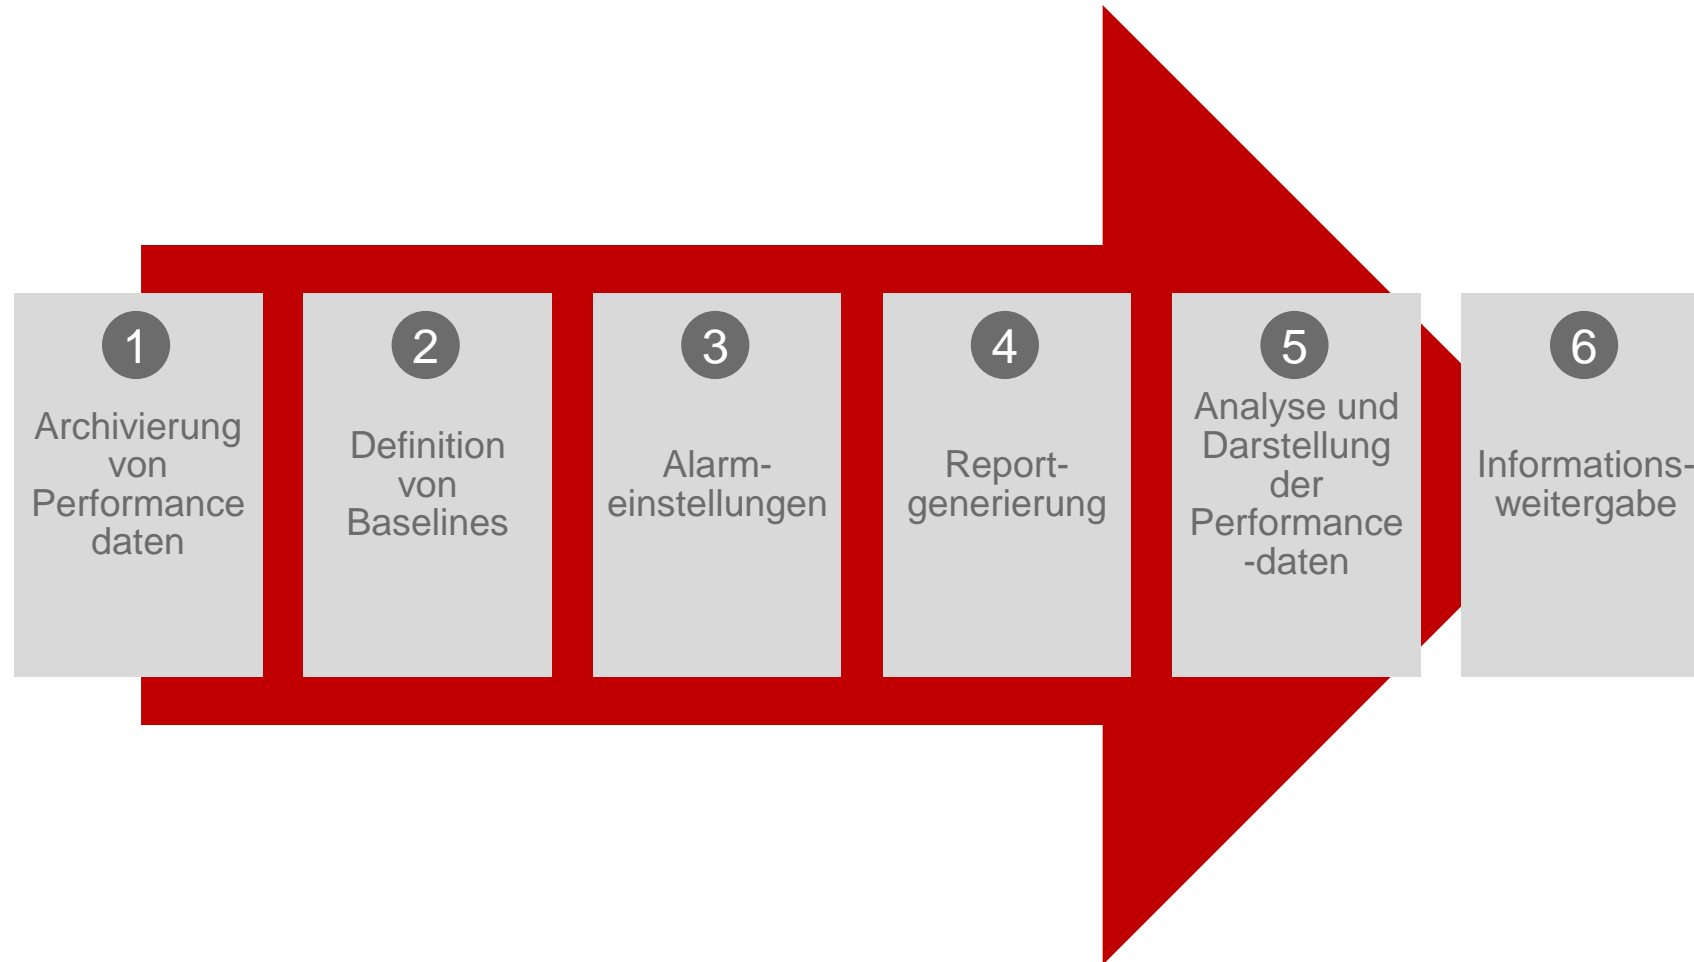 1
Archivierung
von
Performance
daten
2
Definition
von
Baselines
3
Alarm-
einstellungen
4
Report-
generierung
5
Analyse und
Darstellung
der
Performance
-daten
6
Informations-
weitergabe